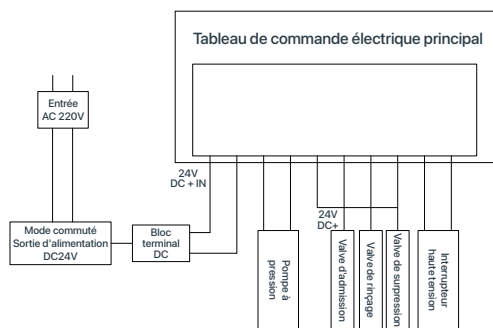 Tableau de commande électrique principal
Entrée
AC 220V
24V
DC + IN
Mode commuté
Sortie d'alimentation
DC24V
Bloc
terminal
DC
24V
DC+
Pompe à
pression
Valve d'admission
Valve de rinçage
Valve de surpression
Interrupteur
haute tension